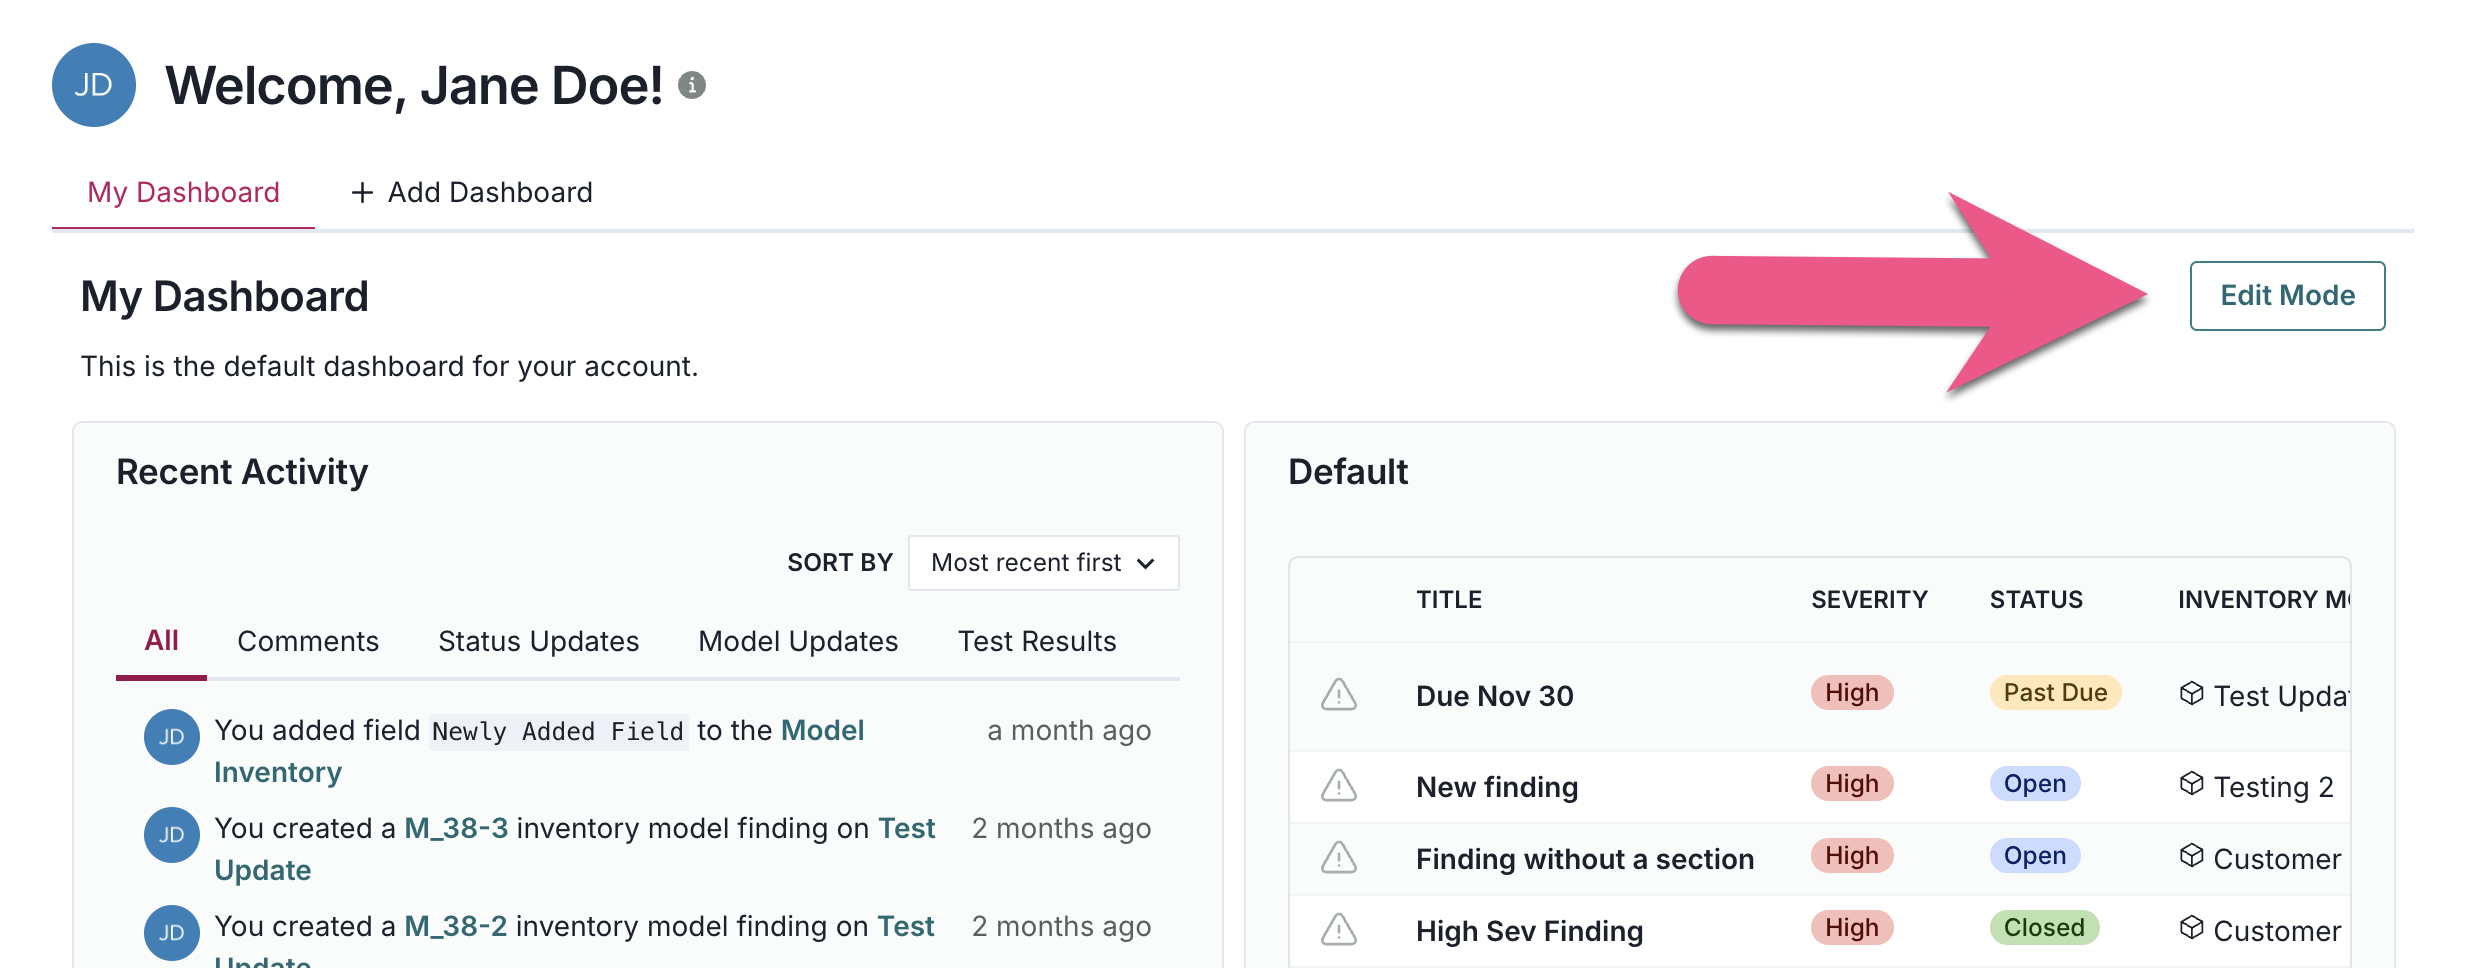 JD Welcome, Jane Doe! i
My Dashboard + Add Dashboard
My Dashboard
Edit Mode
This is the default dashboard for your account.
Recent Activity
SORT BY Most recent first
All Comments Status Updates Model Updates Test Results
JD You added field Newly Added Field to the Model a month ago
Inventory
JD You created a M_38-3 inventory model finding on Test 2 months ago
Update
JD You created a M_38-2 inventory model finding on Test 2 months ago
Update
Default
TITLE SEVERITY STATUS INVENTORY MO
Due Nov 30 High Past Due Test Updat
New finding High Open Testing 2
Finding without a section High Open Customer
High Sev Finding High Closed Customer